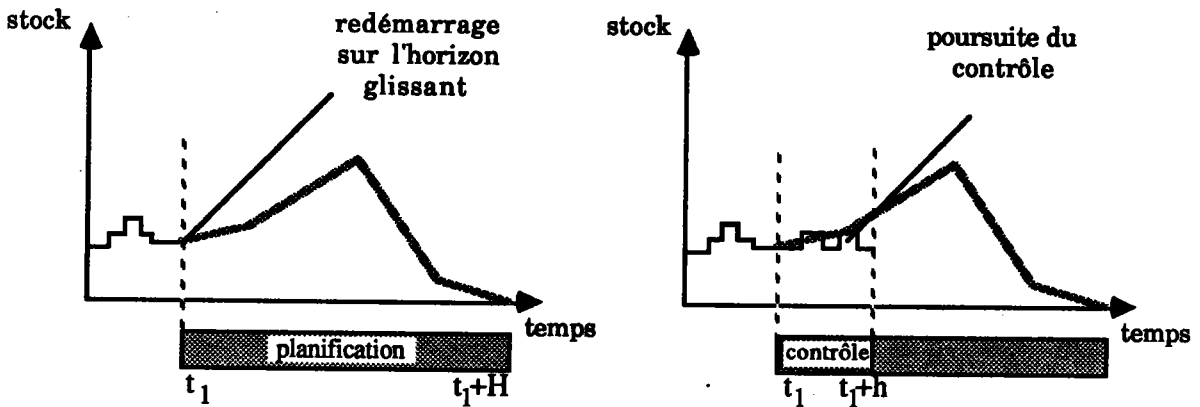 stock
redémarrage
sur l'horizon
glissant
temps
planification
t1
t1+H
stock
poursuite du
contrôle
temps
contrôle
t1
t1+h